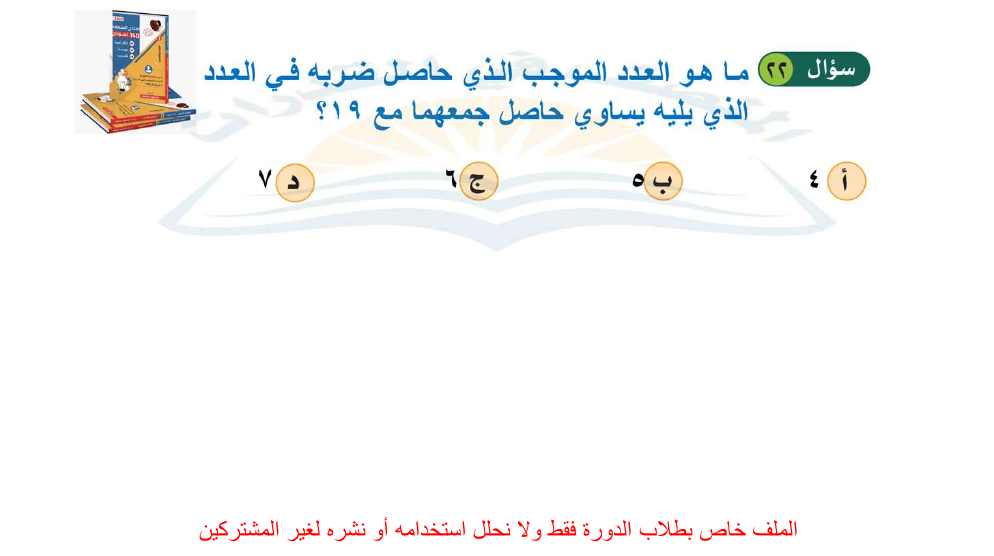 سؤال ٢٢
ما هو العدد الموجب الذي حاصل ضربه في العدد
الذي يليه يساوي حاصل جمعهما مع ١٩؟
أ ٤
ب ٥
ج ٦
د ٧
الملف خاص بطلاب الدورة فقط ولا نحلل استخدامه أو نشره لغير المشتركين